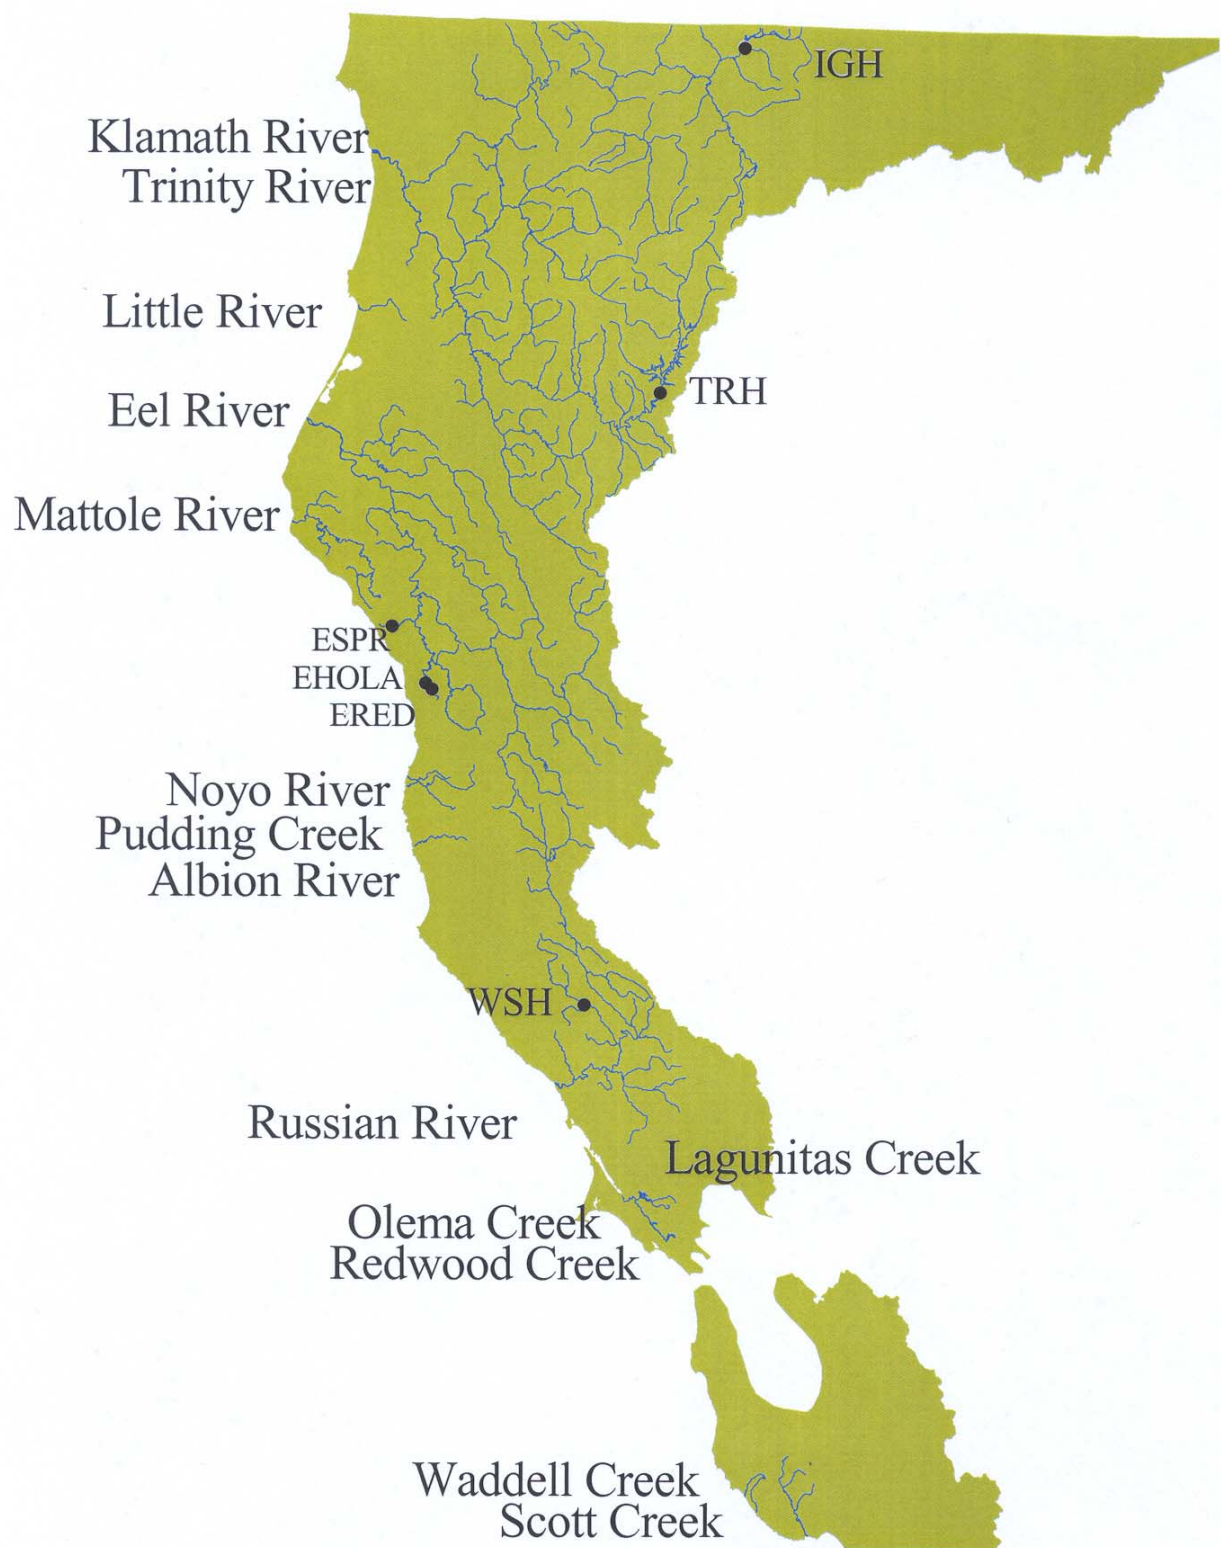 IGH
Klamath River
Trinity River
Little River
TRH
Eel River
Mattole River
ESPR
EHOLA
ERED
Noyo River
Pudding Creek
Albion River
WSH
Russian River
Lagunitas Creek
Olema Creek
Redwood Creek
Waddell Creek
Scott Creek